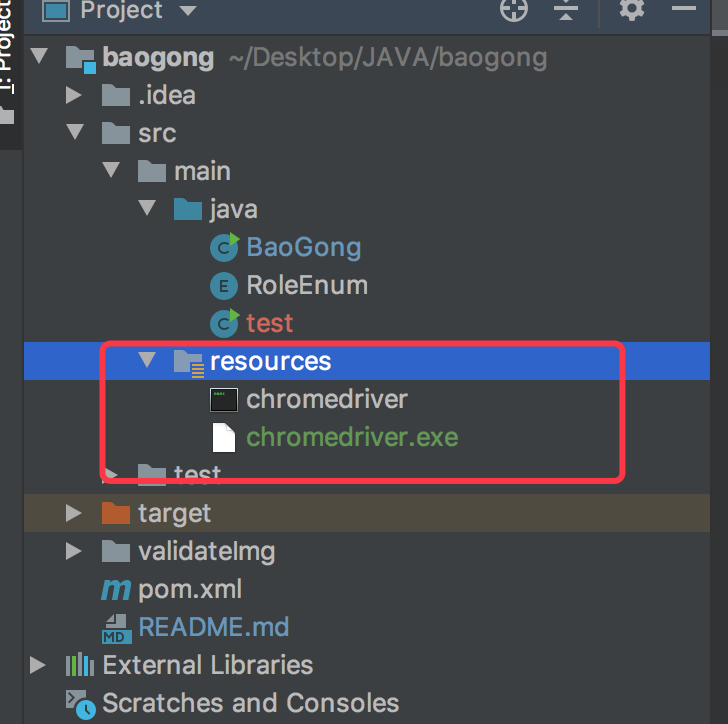 1: Project
Project
baogong ~/Desktop/JAVA/baogong
.idea
src
main
java
C BaoGong
E RoleEnum
C test
resources
chromedriver
chromedriver.exe
test
target
validateImg
m pom.xml
MD README.md
External Libraries
Scratches and Consoles